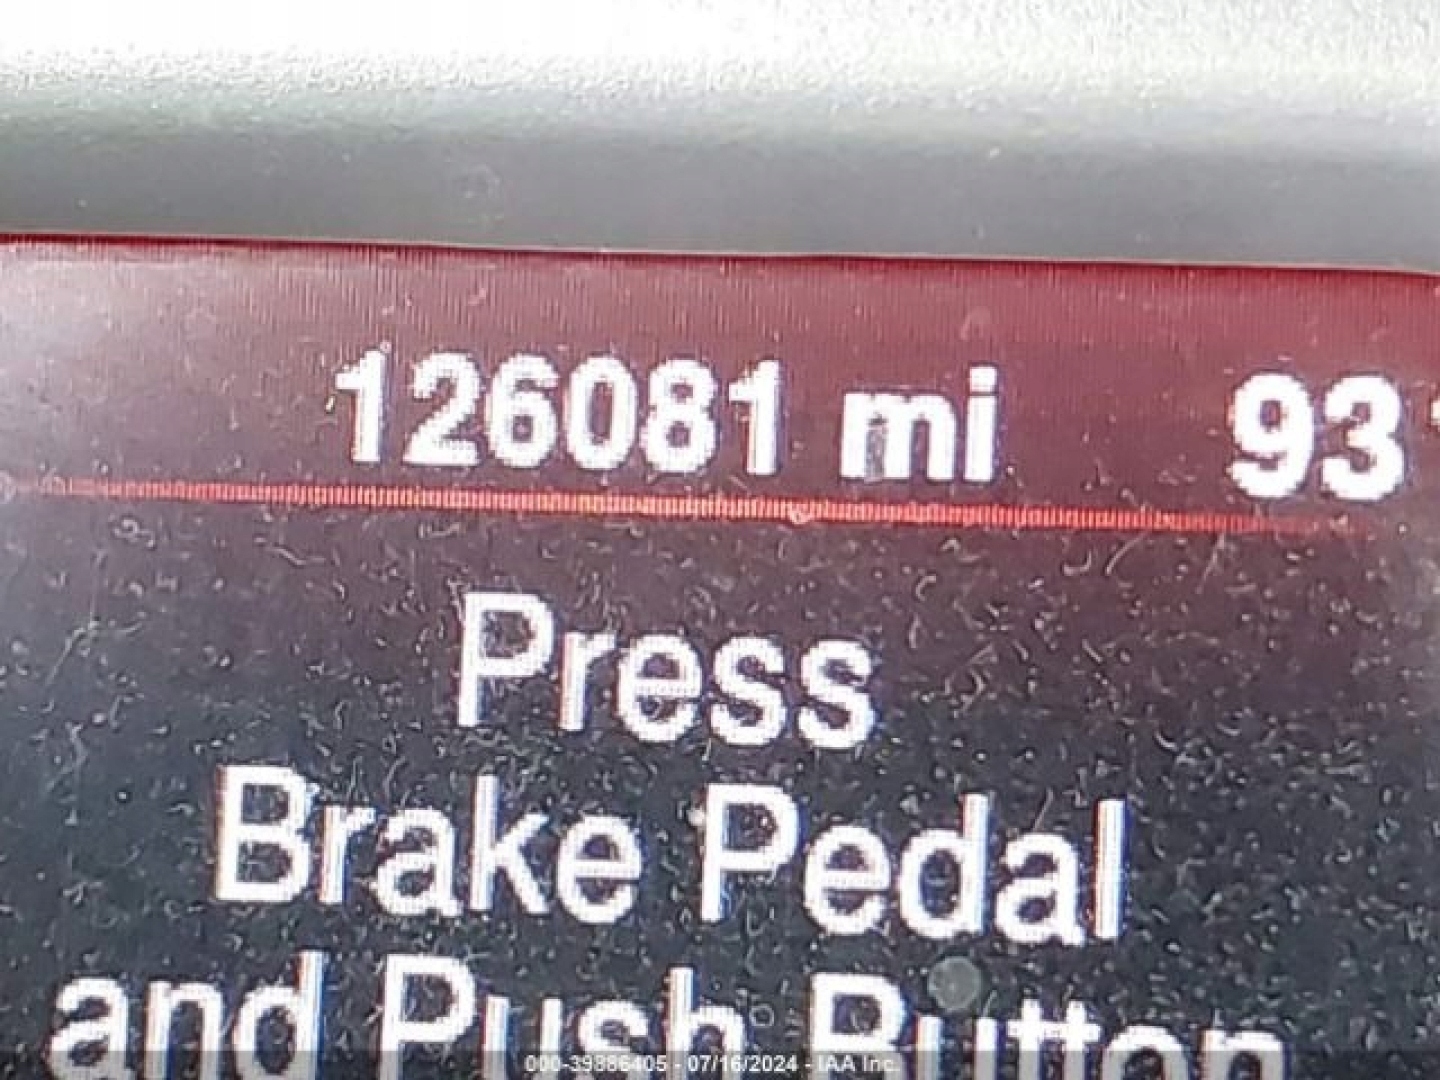 126081 mi 93°
Press
Brake Pedal
and Push Button
000-39886405 - 07/16/2024 - IAA Inc.